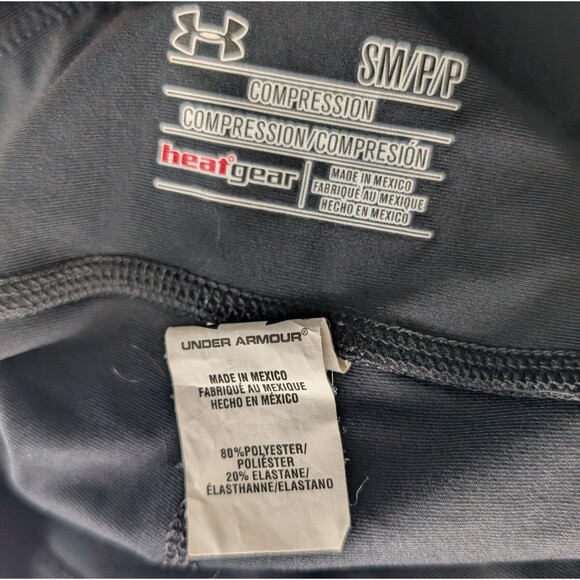 SM/P/P
COMPRESSION
COMPRESSION/COMPRESIÓN
heatgear
MADE IN MEXICO
FABRIQUÉ AU MEXIQUE
HECHO EN MÉXICO
UNDER ARMOUR®
MADE IN MEXICO
FABRIQUÉ AU MEXIQUE
HECHO EN MÉXICO
80%POLYESTER/
POLIÉSTER
20% ELASTANE/
ÉLASTHANNE/ELASTANO